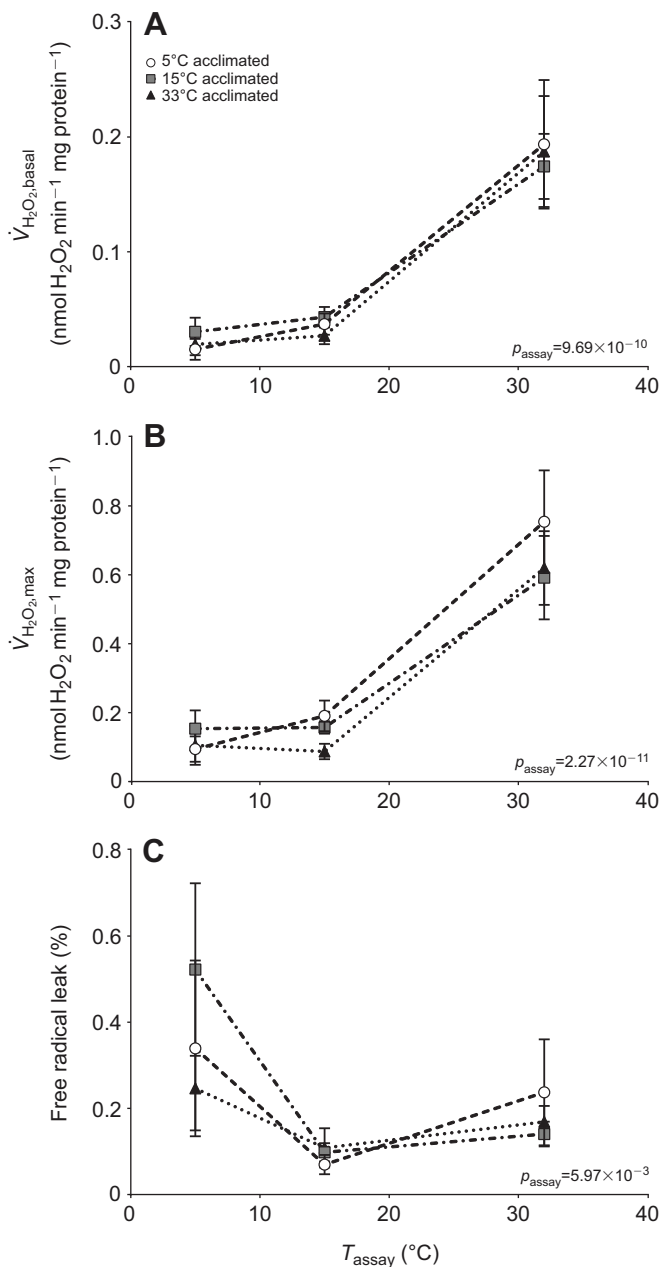 A
0.3
0.2
0.1
0
5°C acclimated
15°C acclimated
33°C acclimated
V̇H₂O₂,basal
(nmol H₂O₂ min⁻¹ mg protein⁻¹)
passay=9.69×10⁻¹⁰
0 10 20 30 40
B
1.0
0.8
0.6
0.4
0.2
0
V̇H₂O₂,max
(nmol H₂O₂ min⁻¹ mg protein⁻¹)
passay=2.27×10⁻¹¹
0 10 20 30 40
C
0.8
0.6
0.4
0.2
0
Free radical leak (%)
passay=5.97×10⁻³
0 10 20 30 40
Tassay (°C)